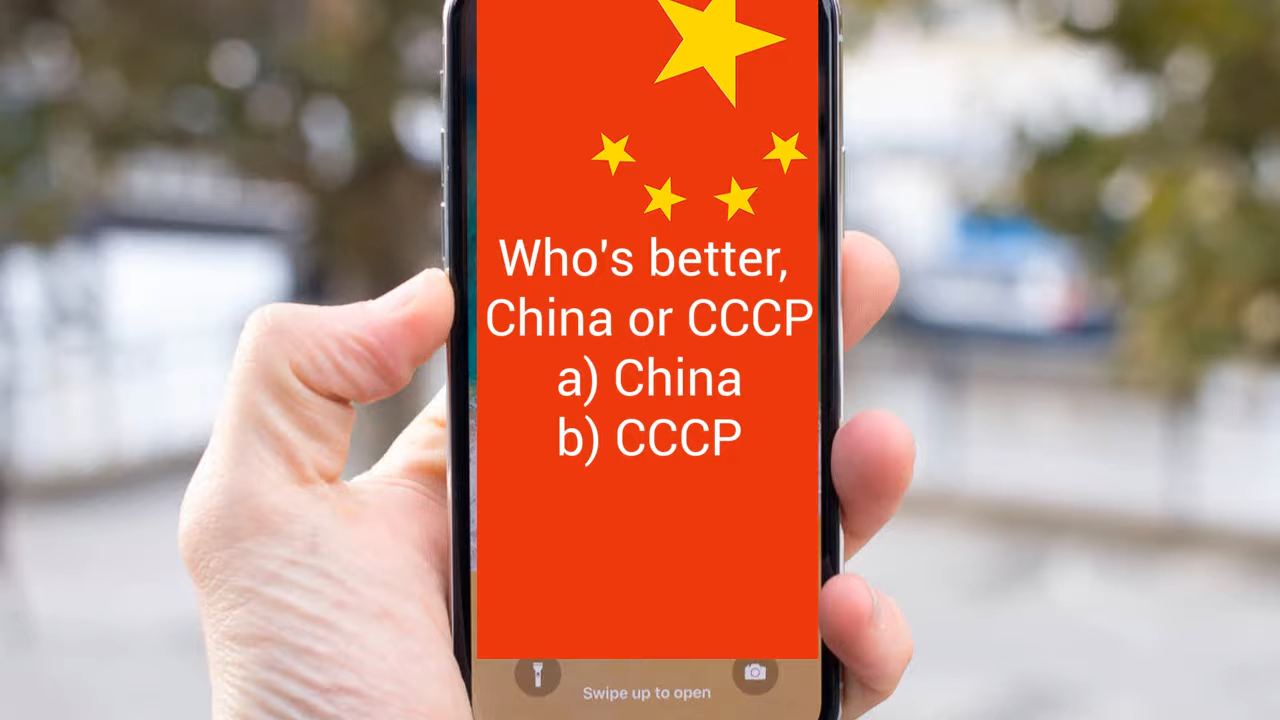 Who's better,
China or CCCP
a) China
b) CCCP
Swipe up to open